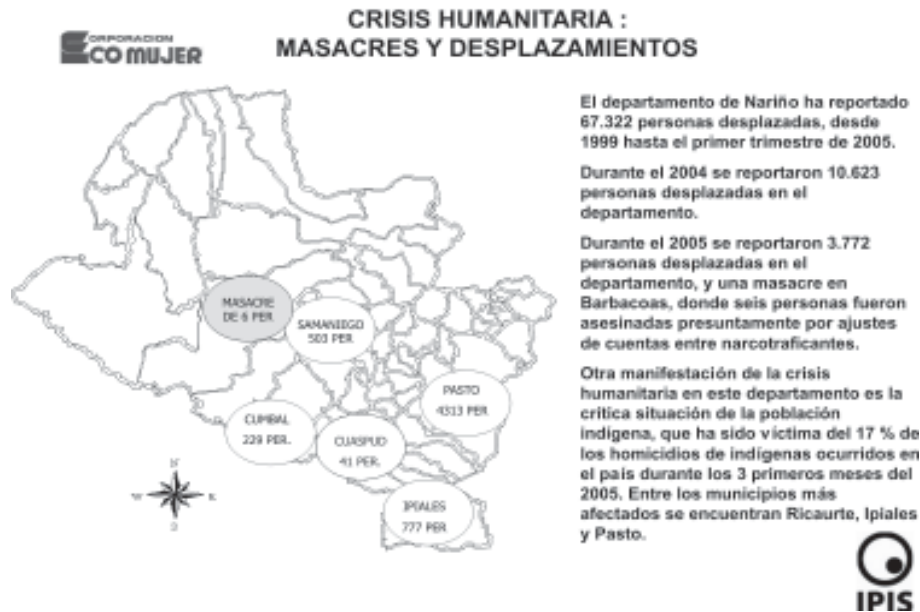 CRISIS HUMANITARIA :
MASACRES Y DESPLAZAMIENTOS
CORPORACION
ECO MUJER
El departamento de Nariño ha reportado
67.322 personas desplazadas, desde
1999 hasta el primer trimestre de 2005.
Durante el 2004 se reportaron 10.623
personas desplazadas en el
departamento.
Durante el 2005 se reportaron 3.772
personas desplazadas en el
departamento, y una masacre en
Barbacoas, donde seis personas fueron
asesinadas presuntamente por ajustes
de cuentas entre narcotraficantes.
Otra manifestación de la crisis
humanitaria en este departamento es la
crítica situación de la población
indígena, que ha sido víctima del 17 % de
los homicidios de indígenas ocurridos en
el país durante los 3 primeros meses del
2005. Entre los municipios más
afectados se encuentran Ricaurte, Ipiales
y Pasto.
MASACRE
DE 6 PER
SAMANIEGO
503 PER
PASTO
4313 PER
CUMBAL
229 PER.
CUASPUD
41 PER.
IPIALES
777 PER
N
W E
S
IPIS